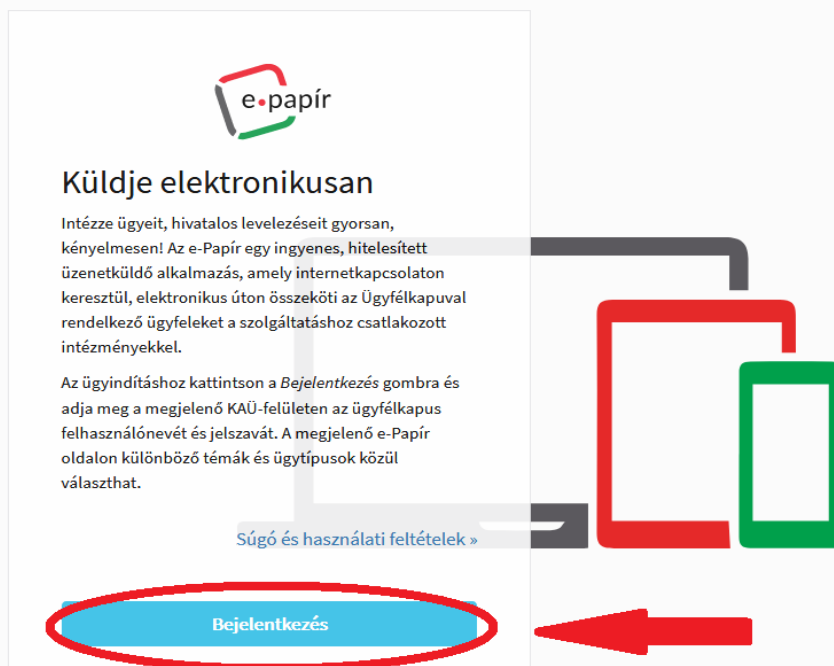 e•papír
Küldje elektronikusan
Intézze ügyeit, hivatalos levelezéseit gyorsan,
kényelmesen! Az e-Papír egy ingyenes, hitelesített
üzenetküldő alkalmazás, amely internetkapcsolaton
keresztül, elektronikus úton összeköti az Ügyfélkapuval
rendelkező ügyfeleket a szolgáltatáshoz csatlakozott
intézményekkel.
Az ügyindításhoz kattintson a Bejelentkezés gombra és
adja meg a megjelenő KAÜ-felületen az ügyfélkapus
felhasználónevét és jelszavát. A megjelenő e-Papír
oldalon különböző témák és ügytípusok közül
választhat.
Súgó és használati feltételek »
Bejelentkezés